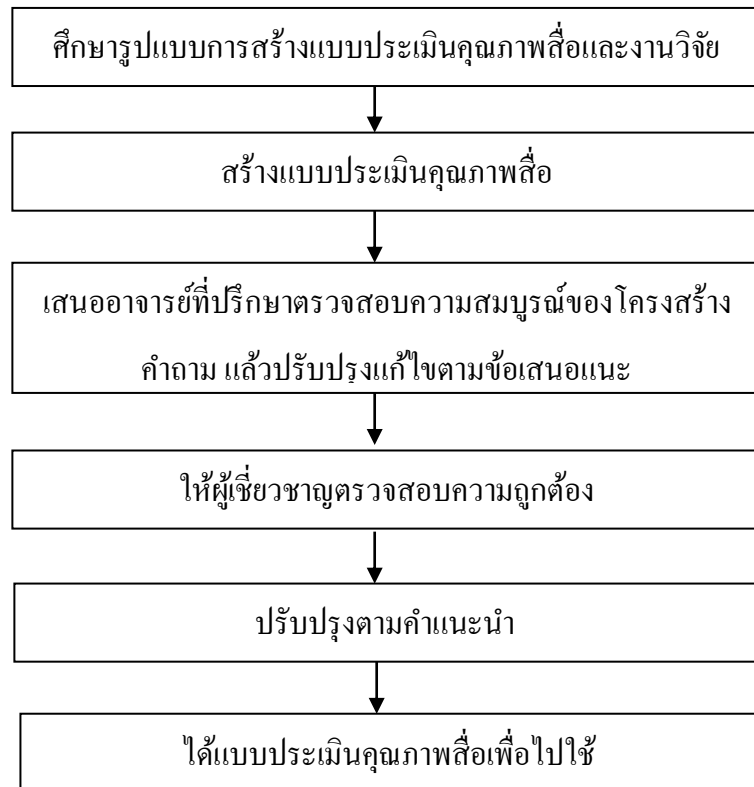 ศึกษารูปแบบการสร้างแบบประเมินคุณภาพสื่อและงานวิจัย
สร้างแบบประเมินคุณภาพสื่อ
เสนออาจารย์ที่ปรึกษาตรวจสอบความสมบูรณ์ของโครงสร้าง
คำถาม แล้วปรับปรุงแก้ไขตามข้อเสนอแนะ
ให้ผู้เชี่ยวชาญตรวจสอบความถูกต้อง
ปรับปรุงตามคำแนะนำ
ได้แบบประเมินคุณภาพสื่อเพื่อไปใช้